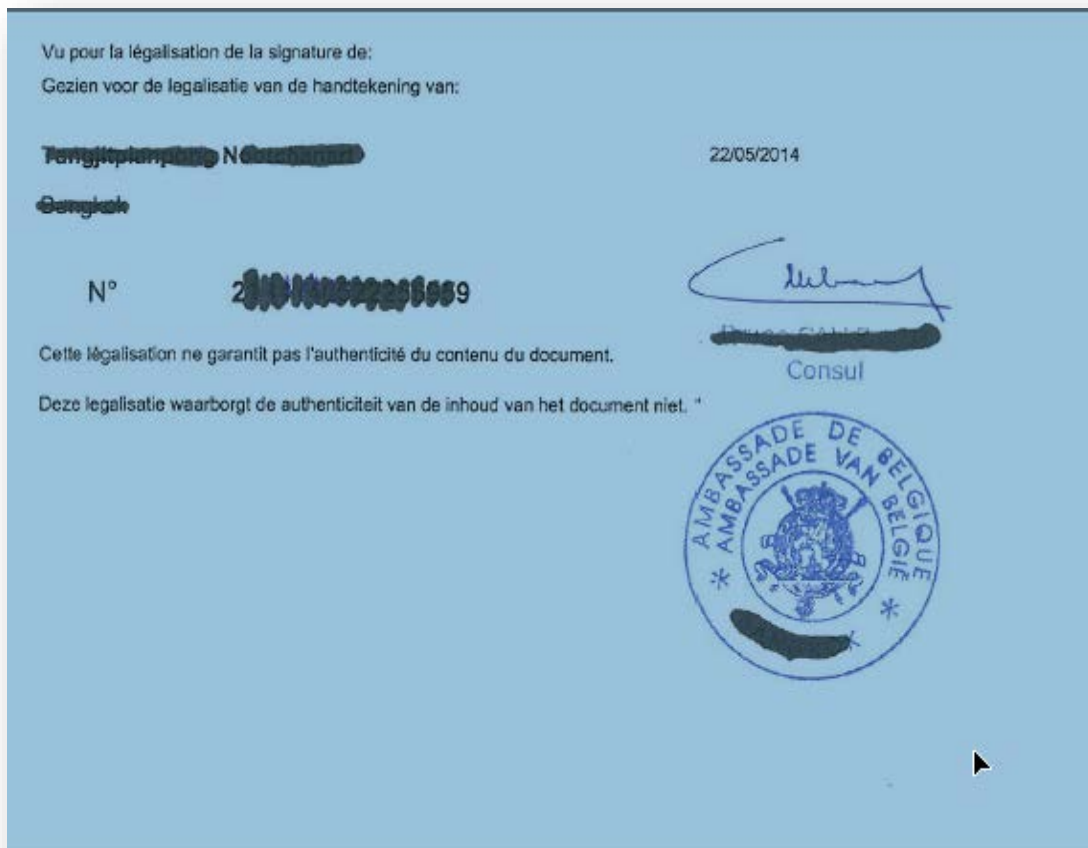 Vu pour la légalisation de la signature de:
Gezien voor de legalisatie van de handtekening van:
22/05/2014
N°
Cette légalisation ne garantit pas l'authenticité du contenu du document.
Consul
Deze legalisatie waarborgt de authenticiteit van de inhoud van het document niet. "
AMBASSADE DE BELGIQUE
AMBASSADE VAN BELGIË